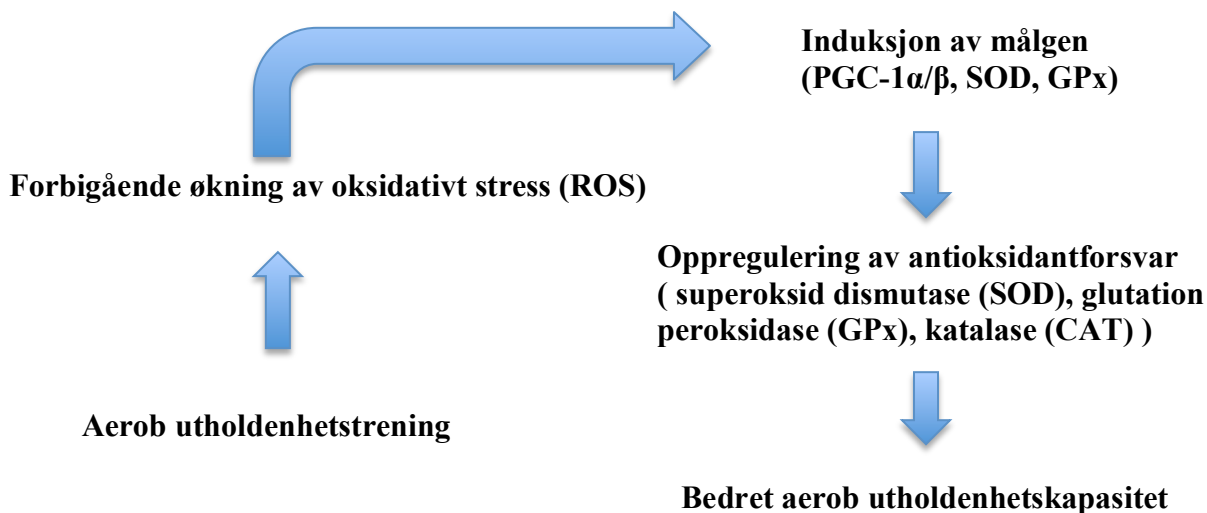 Aerob utholdenhetstrening
Forbigående økning av oksidativt stress (ROS)
Induksjon av målgen
(PGC-1α/β, SOD, GPx)
Oppregulering av antioksidantforsvar
( superoksid dismutase (SOD), glutation
peroksidase (GPx), katalase (CAT) )
Bedret aerob utholdenhetskapasitet